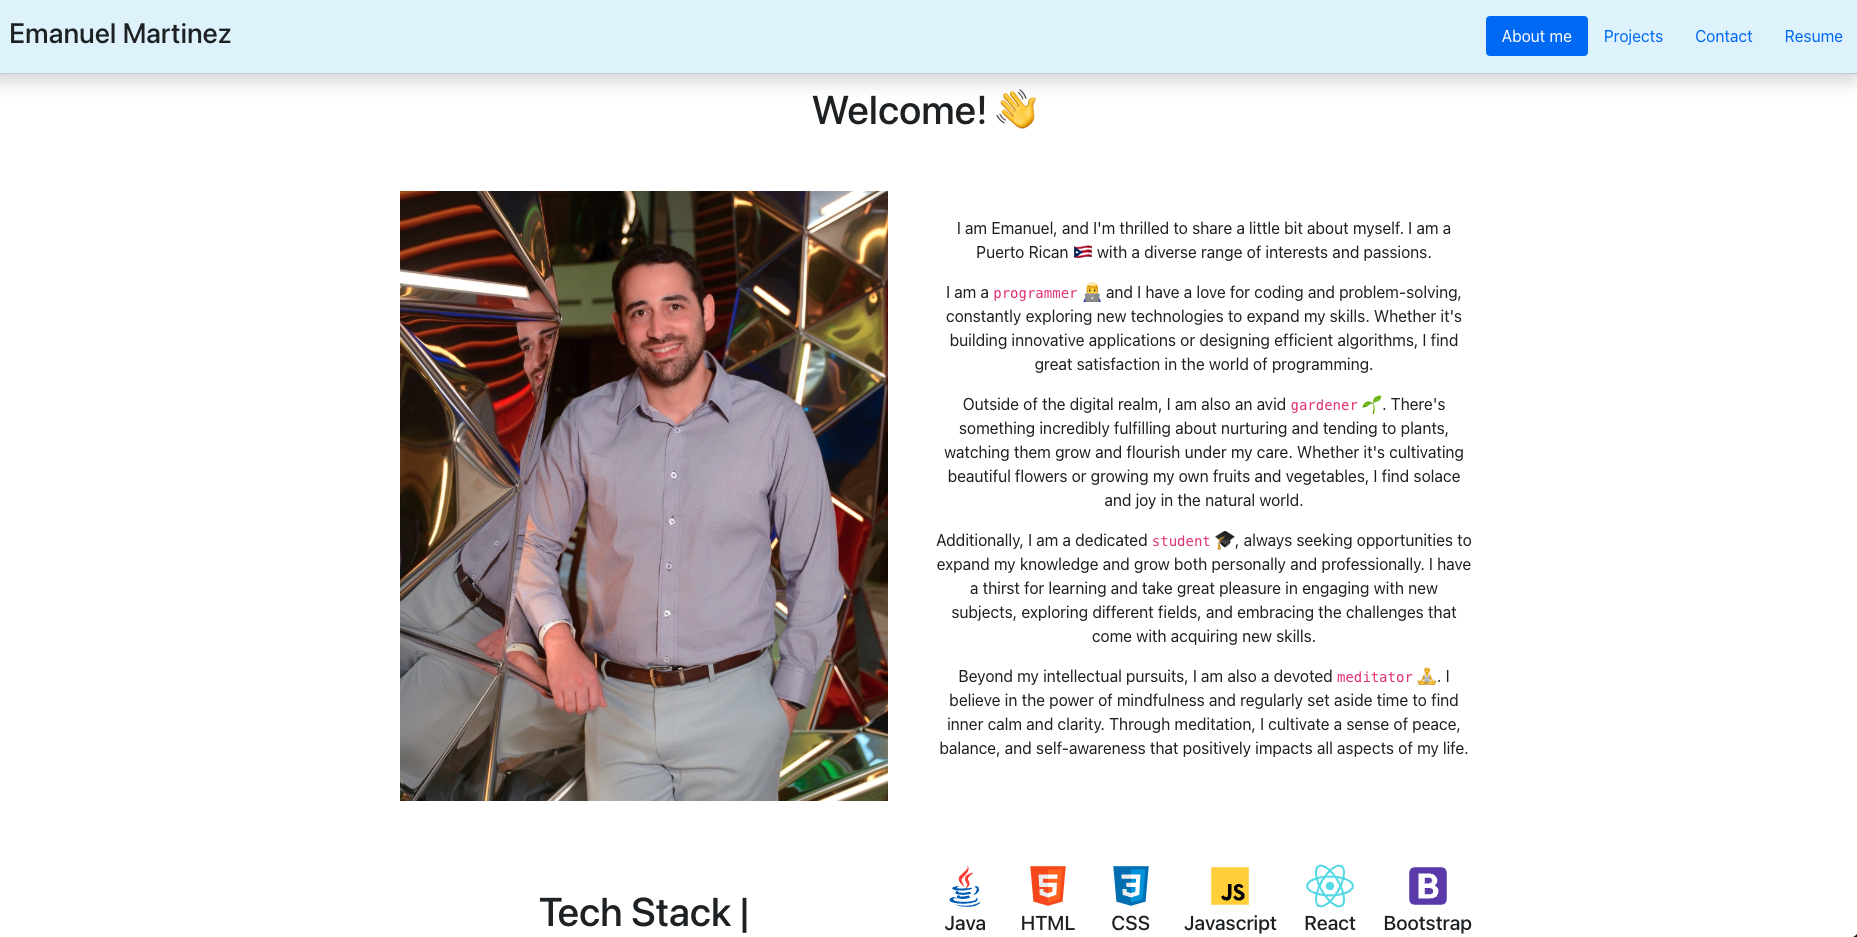 Emanuel Martinez
About me
Projects
Contact
Resume
Welcome! 👋
I am Emanuel, and I'm thrilled to share a little bit about myself. I am a
Puerto Rican 🇵🇷 with a diverse range of interests and passions.
I am a programmer 👨‍💻 and I have a love for coding and problem-solving,
constantly exploring new technologies to expand my skills. Whether it's
building innovative applications or designing efficient algorithms, I find
great satisfaction in the world of programming.
Outside of the digital realm, I am also an avid gardener 🌱. There's
something incredibly fulfilling about nurturing and tending to plants,
watching them grow and flourish under my care. Whether it's cultivating
beautiful flowers or growing my own fruits and vegetables, I find solace
and joy in the natural world.
Additionally, I am a dedicated student 🎓, always seeking opportunities to
expand my knowledge and grow both personally and professionally. I have
a thirst for learning and take great pleasure in engaging with new
subjects, exploring different fields, and embracing the challenges that
come with acquiring new skills.
Beyond my intellectual pursuits, I am also a devoted meditator 🧘. I
believe in the power of mindfulness and regularly set aside time to find
inner calm and clarity. Through meditation, I cultivate a sense of peace,
balance, and self-awareness that positively impacts all aspects of my life.
Tech Stack |
5
3
JS
B
Java
HTML
CSS
Javascript
React
Bootstrap